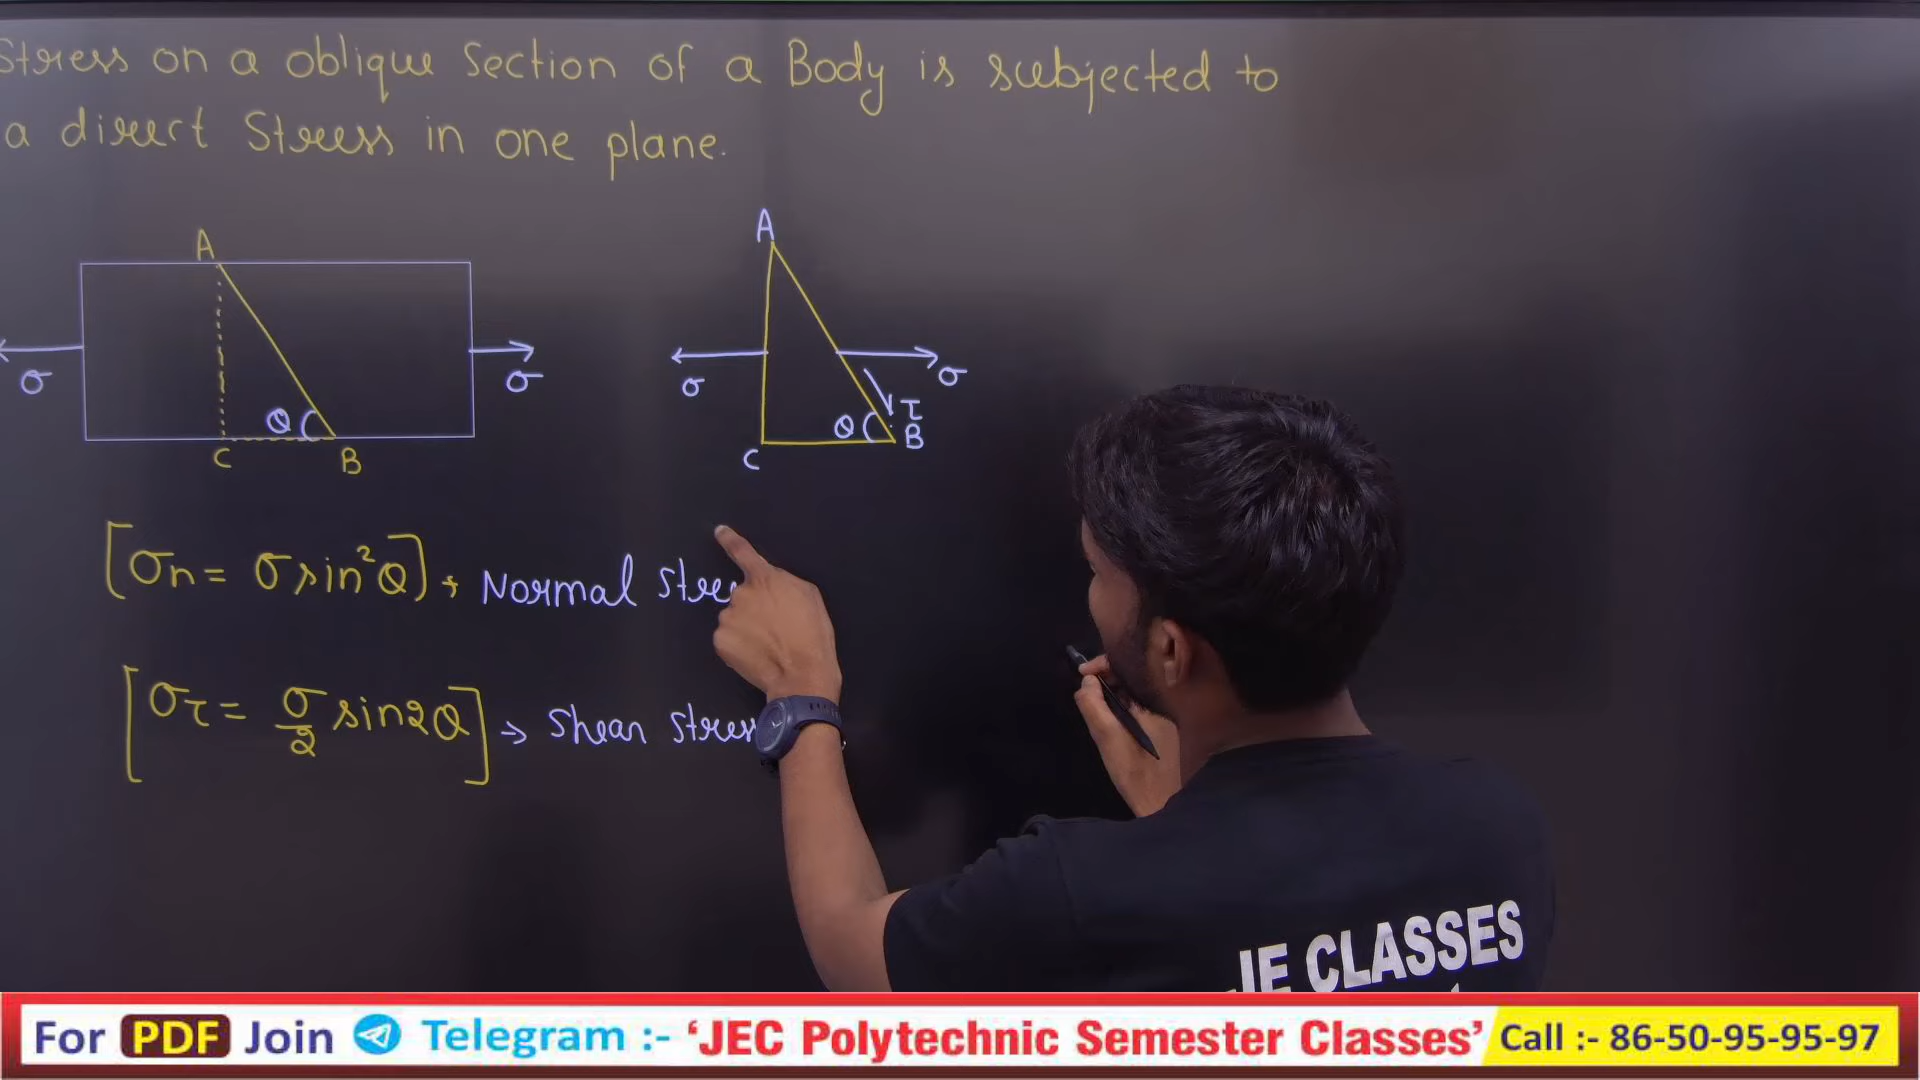 Stress on a oblique Section of a Body is subjected to
a direct Stress in one plane.
A
A
σ
σ
σ
σ
θ
τ
θ
B
C
B
C
[σn = σ sin²θ] → Normal Stre
[στ = σ/2 sin2θ] → Shear Stress
JE CLASSES
For PDF Join Telegram :- 'JEC Polytechnic Semester Classes' Call :- 86-50-95-95-97